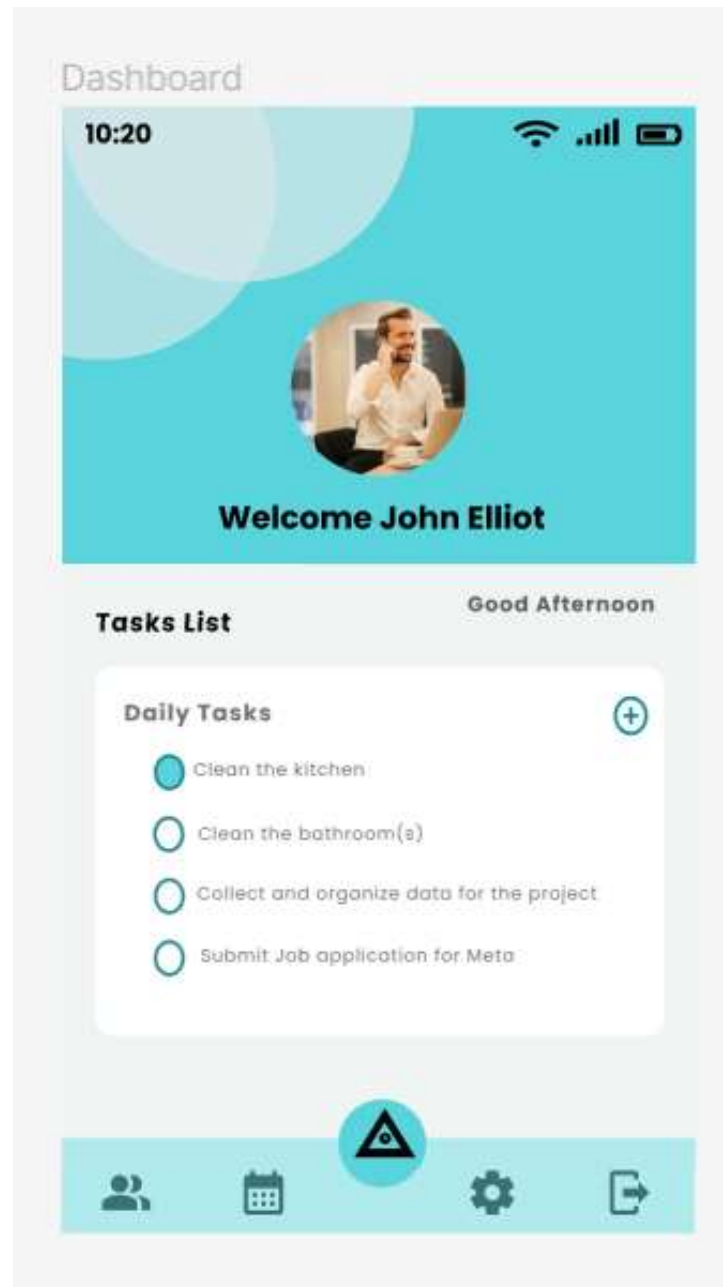 Dashboard
10:20
Welcome John Elliot
Good Afternoon
Tasks List
Daily Tasks
Clean the kitchen
Clean the bathroom(s)
Collect and organize data for the project
Submit Job application for Meta